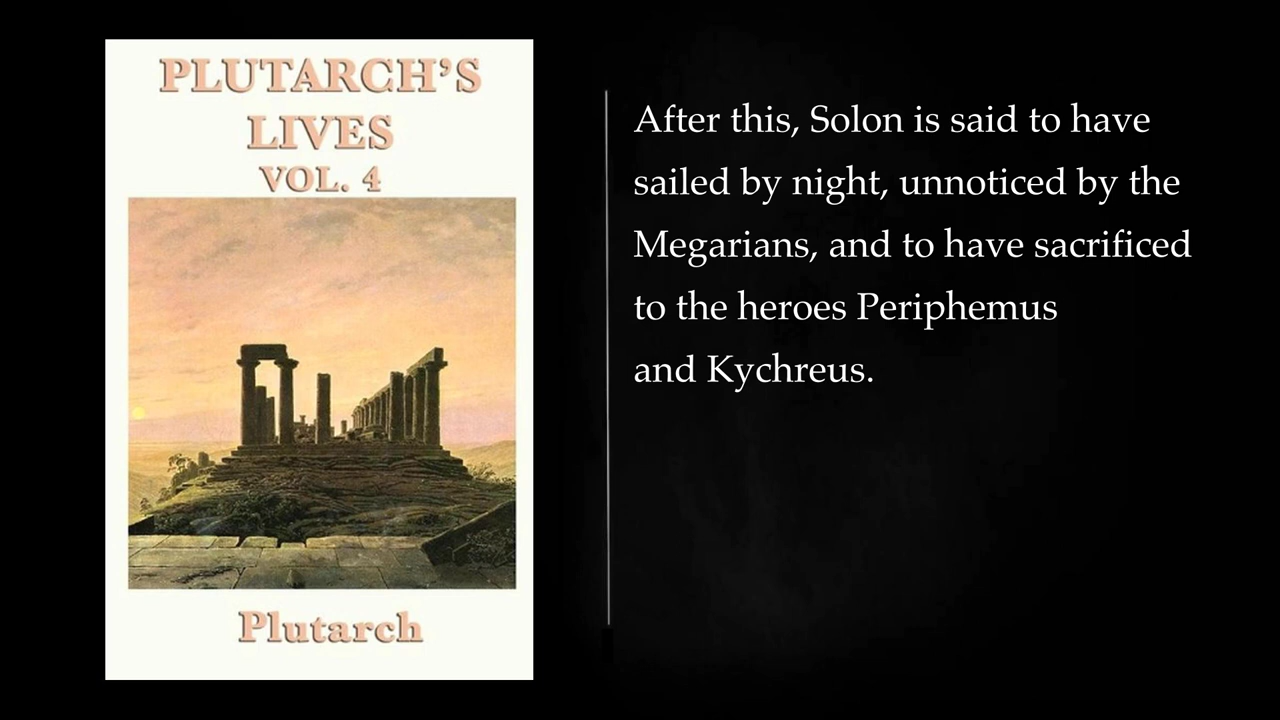 PLUTARCH'S
LIVES
VOL. 4
Plutarch
After this, Solon is said to have
sailed by night, unnoticed by the
Megarians, and to have sacrificed
to the heroes Periphemus
and Kychreus.